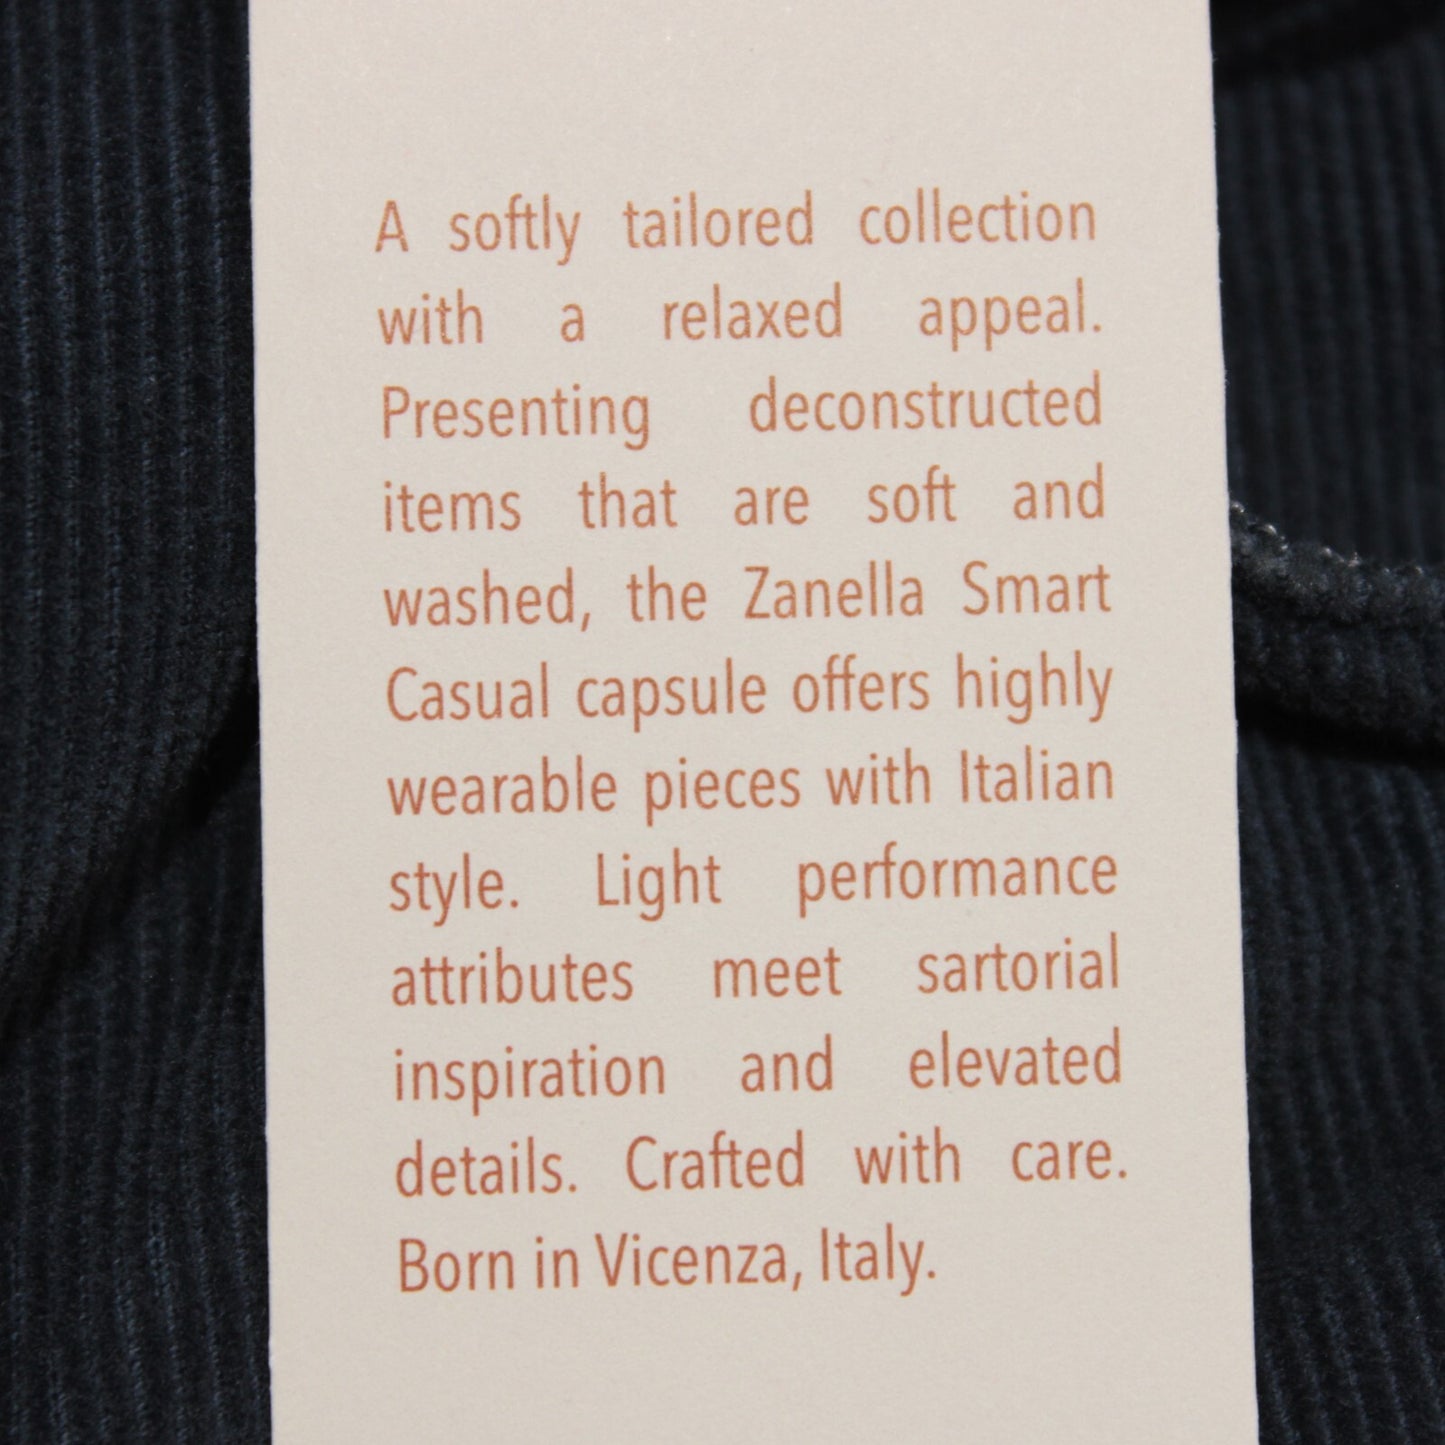 A softly tailored collection
with a relaxed appeal.
Presenting deconstructed
items that are soft and
washed, the Zanella Smart
Casual capsule offers highly
wearable pieces with Italian
style. Light performance
attributes meet sartorial
inspiration and elevated
details. Crafted with care.
Born in Vicenza, Italy.